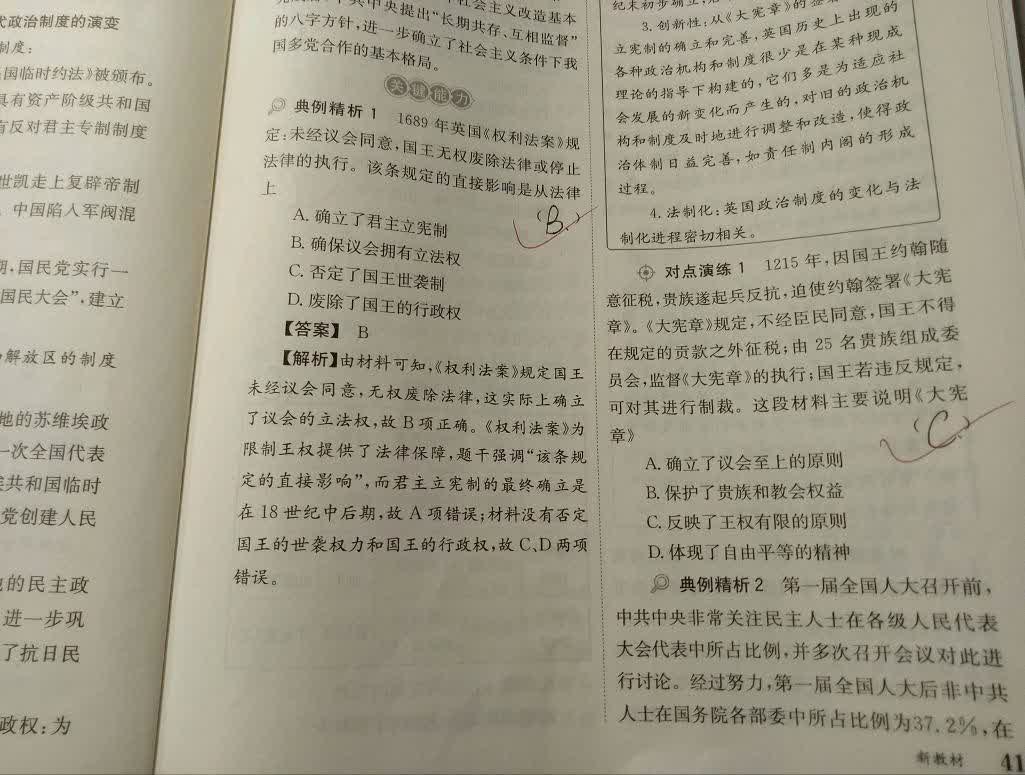 代政治制度的演变
制度：
国临时约法》被颁布。
具有资产阶级共和国
有反对君主专制制度
世凯走上复辟帝制
中国陷入军阀混
期，国民党实行一
国民大会”，建立
解放区的制度
地的苏维埃政
一次全国代表
共和国临时
党创建人民
的民主政
进一步巩
了抗日民
政权：为
社会主义改造基本
中共中央提出“长期共存、互相监督”
的八字方针，进一步确立了社会主义条件下我
国多党合作的基本格局。
关键能力
典例精析1 1689年英国《权利法案》规
定：未经议会同意，国王无权废除法律或停止
法律的执行。该条规定的直接影响是从法律
上
(B.)
A. 确立了君主立宪制
B. 确保议会拥有立法权
C. 否定了国王世袭制
D. 废除了国王的行政权
【答案】 B
【解析】由材料可知，《权利法案》规定国王
未经议会同意，无权废除法律，这实际上确立
了议会的立法权，故B项正确。《权利法案》为
限制王权提供了法律保障，题干强调“该条规
定的直接影响”，而君主立宪制的最终确立是
在18世纪中后期，故A项错误；材料没有否定
国王的世袭权力和国王的行政权，故C、D两项
错误。
纪末初步确立，
3. 创新性：从《大宪章》的签
立宪制的确立和完善，英国历史上出现的
各种政治机构和制度很少是在某种现成
理论的指导下构建的，它们多是为适应社
会发展的新变化而产生的，对旧的政治机
构和制度及时地进行调整和改造，使得政
治体制日益完善，如责任制内阁的形成
过程。
4. 法制化：英国政治制度的变化与法
制化进程密切相关。
对点演练1 1215年，因国王约翰随
意征税，贵族遂起兵反抗，迫使约翰签署《大宪
章》。《大宪章》规定，不经臣民同意，国王不得
在规定的贡款之外征税；由25名贵族组成委
员会，监督《大宪章》的执行；国王若违反规定，
可对其进行制裁。这段材料主要说明《大宪
章》
(C.)
A. 确立了议会至上的原则
B. 保护了贵族和教会权益
C. 反映了王权有限的原则
D. 体现了自由平等的精神
典例精析2 第一届全国人大召开前，
中共中央非常关注民主人士在各级人民代表
大会代表中所占比例，并多次召开会议对此进
行讨论。经过努力，第一届全国人大后非中共
人士在国务院各部委中所占比例为37.2%，在
新教材 41